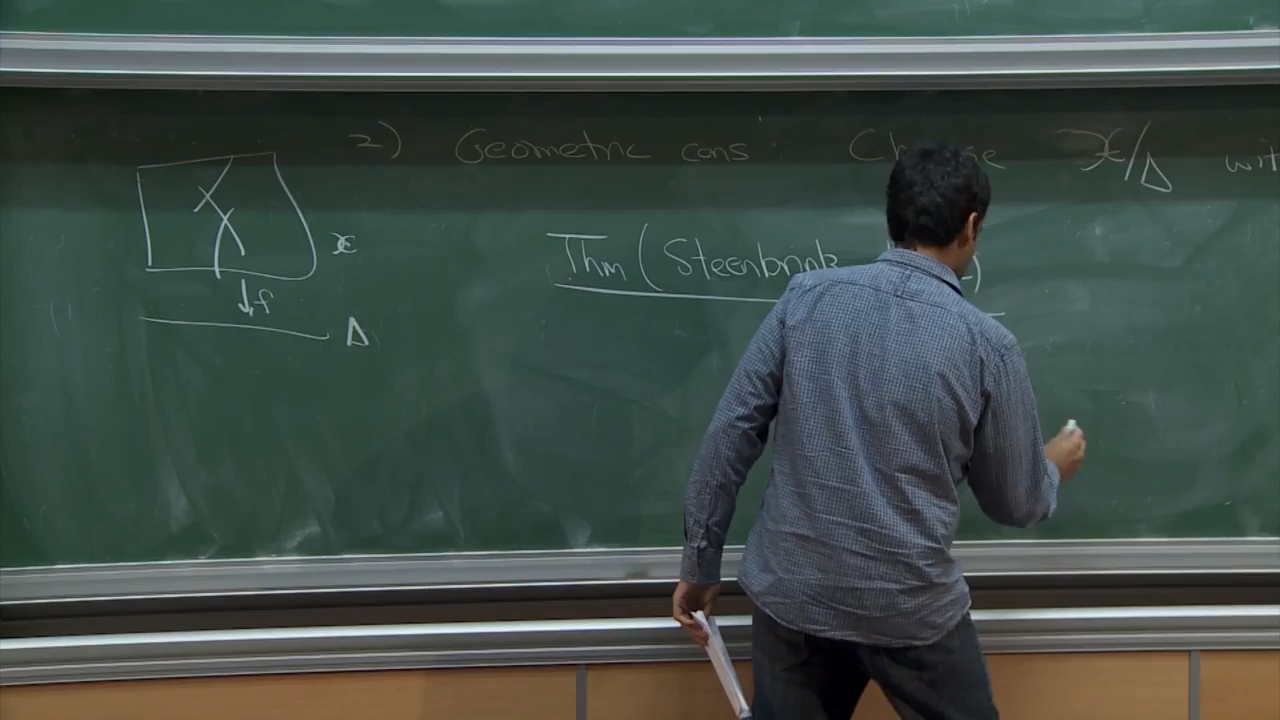 2) Geometric cons: 𝒳/Δ
Thm (Steenbrink
𝒳
↓f
Δ